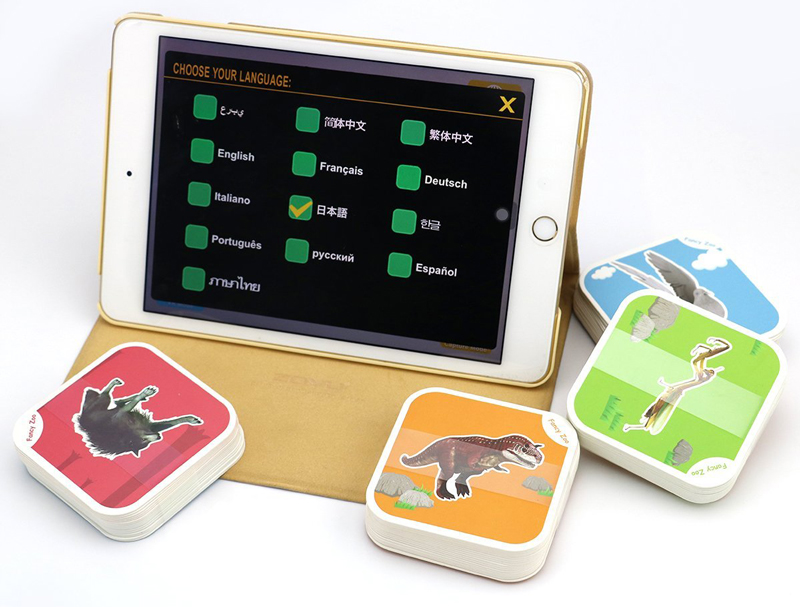 CHOOSE YOUR LANGUAGE:
X
يبرع
简体中文
繁体中文
English
Français
Deutsch
Italiano
日本語
한글
Português
русский
Español
ภาษาไทย
Fancy Zoo
Fancy Zoo
Fancy Zoo
Fancy Zoo